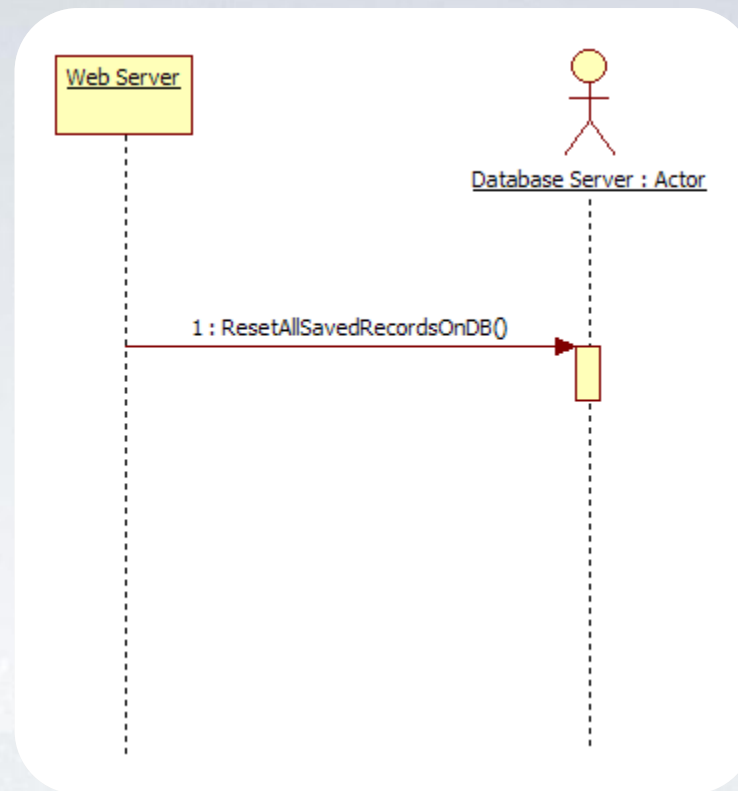 Web Server
Database Server : Actor
1 : ResetAllSavedRecordsOnDB()